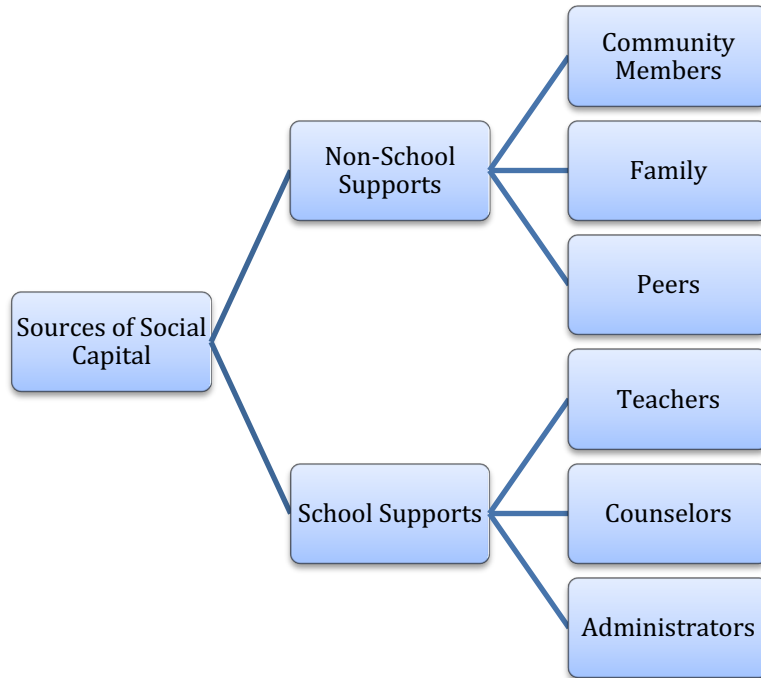 Community
Members
Non-School
Supports
Family
Peers
Sources of Social
Capital
Teachers
School Supports
Counselors
Administrators